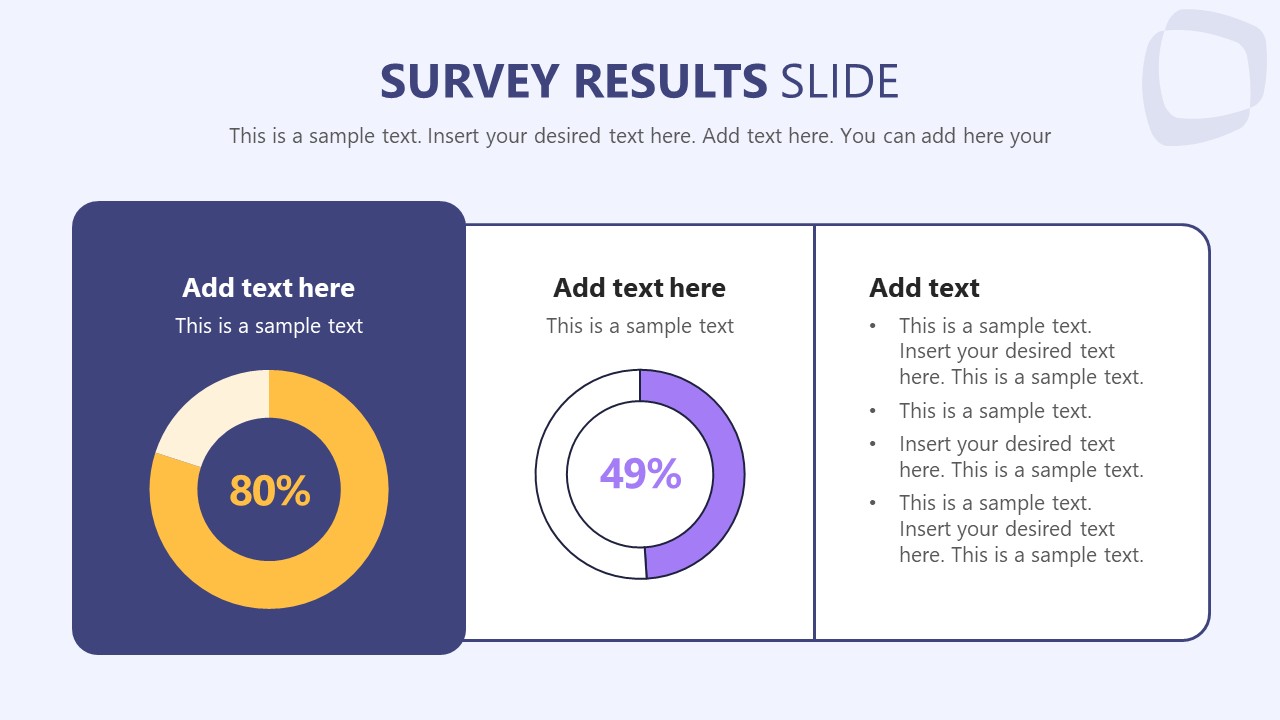 SURVEY RESULTS SLIDE
This is a sample text. Insert your desired text here. Add text here. You can add here your
Add text here
This is a sample text
80%
Add text here
This is a sample text
49%
Add text
• This is a sample text.
Insert your desired text
here. This is a sample text.
• This is a sample text.
• Insert your desired text
here. This is a sample text.
• This is a sample text.
Insert your desired text
here. This is a sample text.